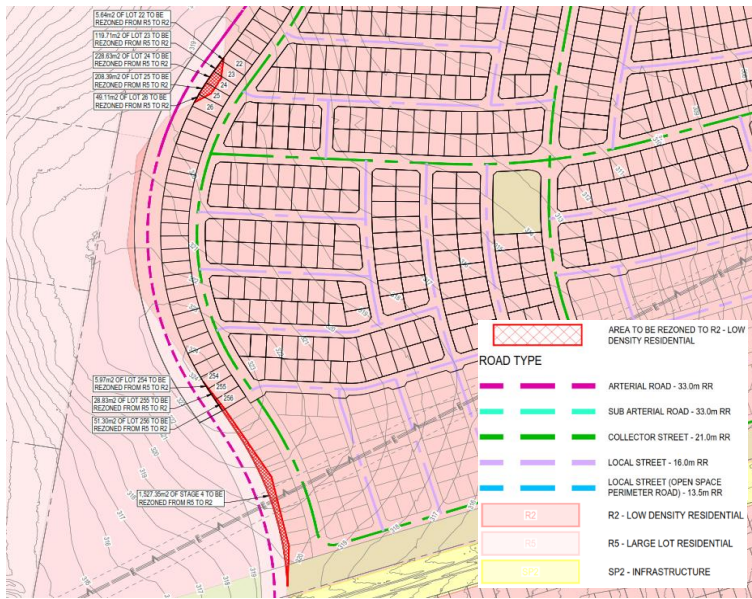 5.64m2 OF LOT 22 TO BE
REZONED FROM R5 TO R2
119.71m2 OF LOT 23 TO BE
REZONED FROM R5 TO R2
228.63m2 OF LOT 24 TO BE
REZONED FROM R5 TO R2
208.39m2 OF LOT 25 TO BE
REZONED FROM R5 TO R2
49.11m2 OF LOT 26 TO BE
REZONED FROM R5 TO R2
22
23
24
25
26
5.97m2 OF LOT 254 TO BE
REZONED FROM R5 TO R2
28.83m2 OF LOT 255 TO BE
REZONED FROM R5 TO R2
51.30m2 OF LOT 256 TO BE
REZONED FROM R5 TO R2
254
255
256
1,527.35m2 OF STAGE 4 TO BE
REZONED FROM R5 TO R2
AREA TO BE REZONED TO R2 - LOW
DENSITY RESIDENTIAL
ROAD TYPE
ARTERIAL ROAD - 33.0m RR
SUB ARTERIAL ROAD - 33.0m RR
COLLECTOR STREET - 21.0m RR
LOCAL STREET - 16.0m RR
LOCAL STREET (OPEN SPACE
PERIMETER ROAD) - 13.5m RR
R2
R2 - LOW DENSITY RESIDENTIAL
R5
R5 - LARGE LOT RESIDENTIAL
SP2
SP2 - INFRASTRUCTURE